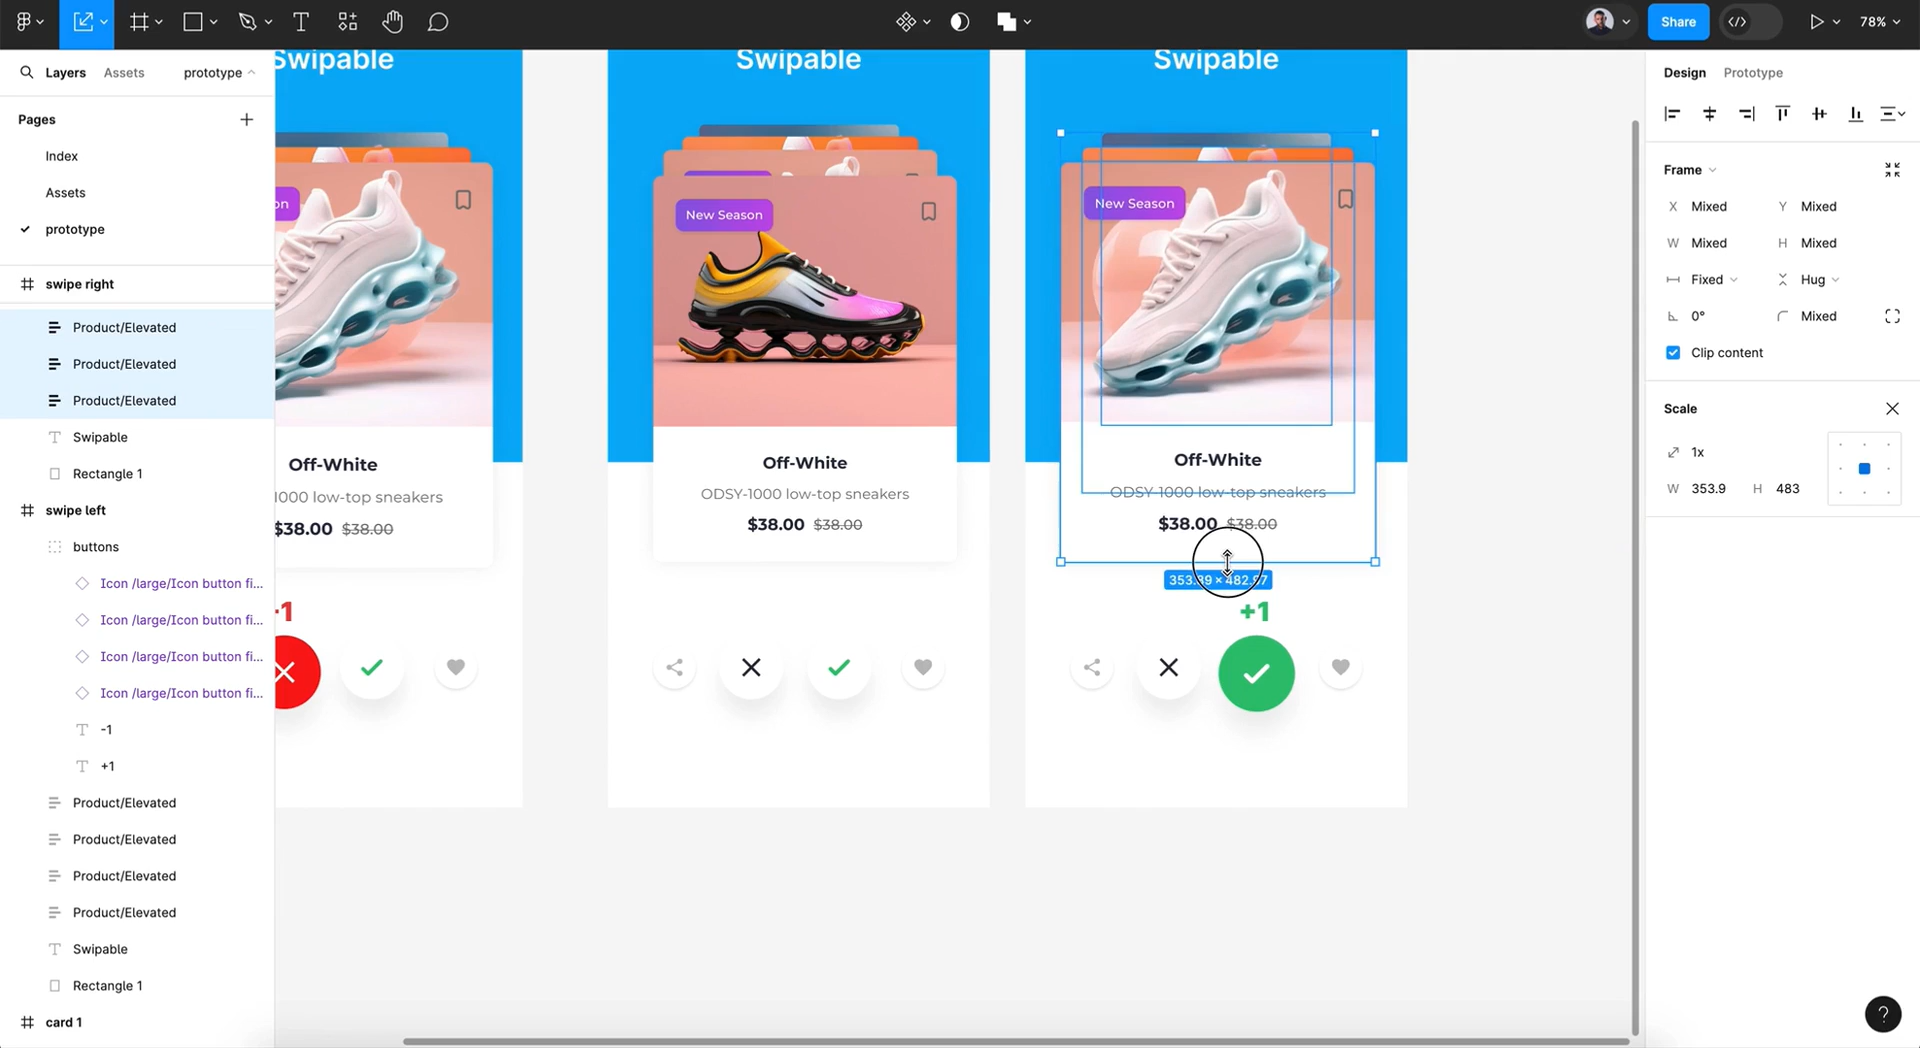 Share
78%
Layers
Assets
prototype
Pages
Index
Assets
prototype
swipe right
Product/Elevated
Product/Elevated
Product/Elevated
Swipable
Rectangle 1
swipe left
buttons
Icon /large/Icon button fi...
Icon /large/Icon button fi...
Icon /large/Icon button fi...
Icon /large/Icon button fi...
-1
+1
Product/Elevated
Product/Elevated
Product/Elevated
Product/Elevated
Swipable
Rectangle 1
card 1
Swipable
on
Off-White
1000 low-top sneakers
$38.00 $38.00
-1
Swipable
New Season
Off-White
ODSY-1000 low-top sneakers
$38.00 $38.00
Swipable
New Season
Off-White
ODSY-1000 low-top sneakers
$38.00 $38.00
+1
Design
Prototype
Frame
X Mixed
Y Mixed
W Mixed
H Mixed
Fixed
Hug
0°
Mixed
Clip content
Scale
1x
W 353.9
H 483
?